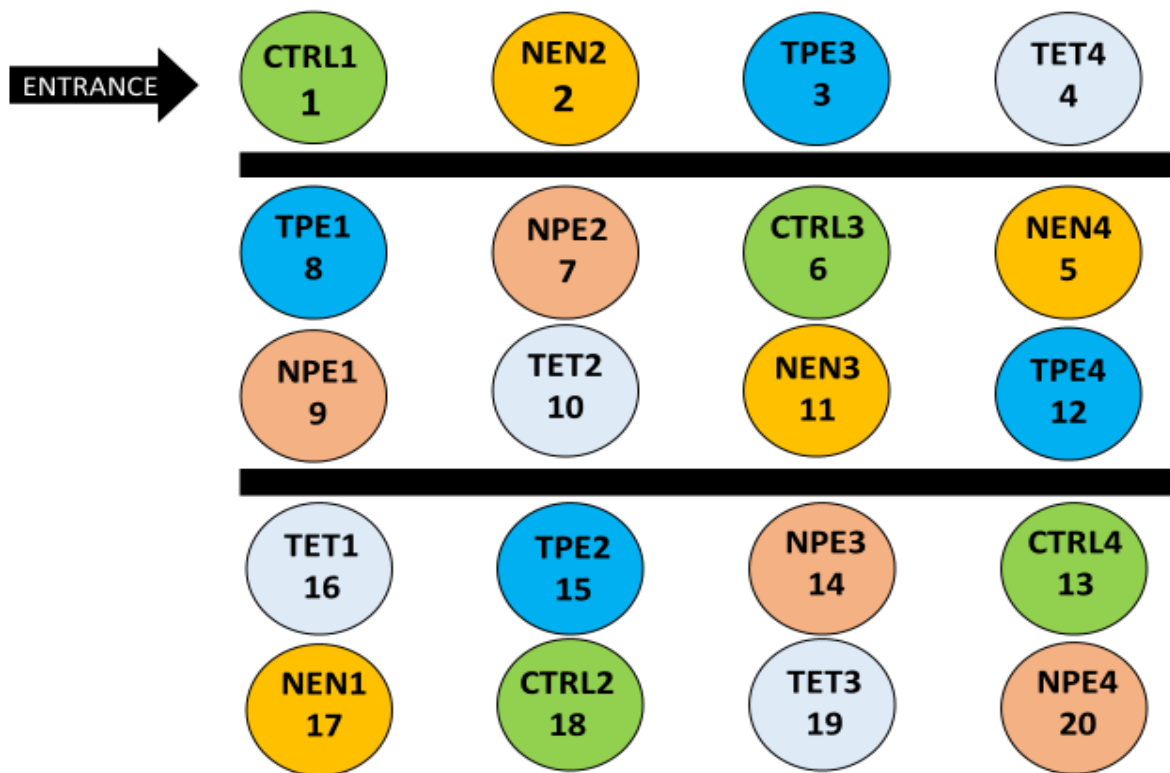 ENTRANCE
CTRL1
1
NEN2
2
TPE3
3
TET4
4
TPE1
8
NPE2
7
CTRL3
6
NEN4
5
NPE1
9
TET2
10
NEN3
11
TPE4
12
TET1
16
TPE2
15
NPE3
14
CTRL4
13
NEN1
17
CTRL2
18
TET3
19
NPE4
20